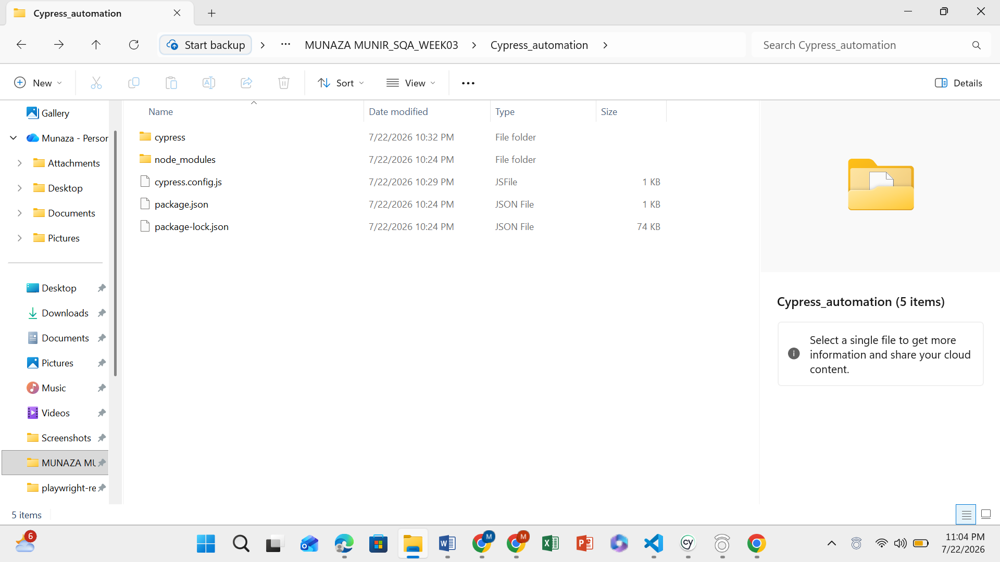 Cypress_automation
Start backup
MUNAZA MUNIR_SQA_WEEK03
Cypress_automation
Search Cypress_automation
New
Sort
View
Details
Name
Date modified
Type
Size
cypress
7/22/2026 10:32 PM
File folder
node_modules
7/22/2026 10:24 PM
File folder
cypress.config.js
7/22/2026 10:29 PM
JSFile
1 KB
package.json
7/22/2026 10:24 PM
JSON File
1 KB
package-lock.json
7/22/2026 10:24 PM
JSON File
74 KB
Gallery
Munaza - Person
Attachments
Desktop
Documents
Pictures
Desktop
Downloads
Documents
Pictures
Music
Videos
Screenshots
MUNAZA MU
playwright-re
Cypress_automation (5 items)
Select a single file to get more
information and share your cloud
content.
5 items
6
W
M
M
X
P
cy
11:04 PM
7/22/2026